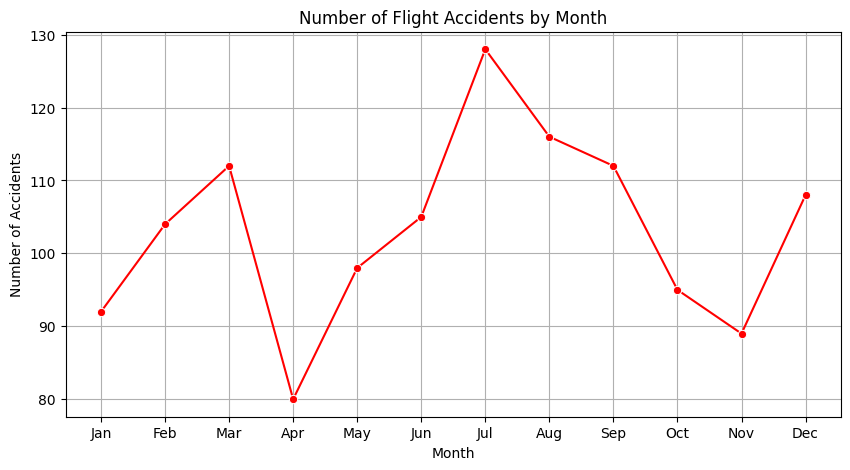 Number of Flight Accidents by Month
Number of Accidents
130
120
110
100
90
80
Jan Feb Mar Apr May Jun Jul Aug Sep Oct Nov Dec
Month